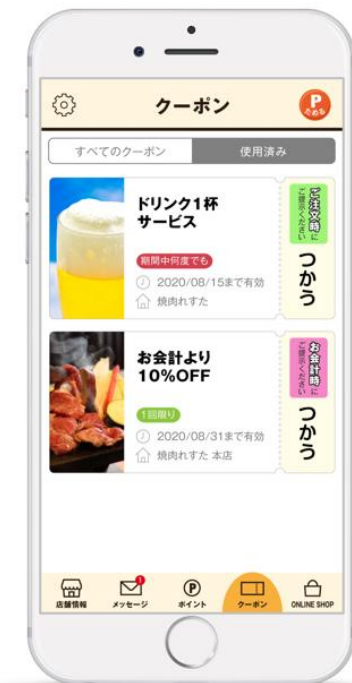 クーポン
P
ためる
すべてのクーポン
使用済み
ドリンク1杯
サービス
期間中何度でも
2020/08/15まで有効
焼肉れすた
ご注文時に
ご提示ください
つかう
お会計より
10%OFF
1回限り
2020/08/31まで有効
焼肉れすた 本店
お会計時に
ご提示ください
つかう
店舗情報
1
メッセージ
P
ポイント
クーポン
ONLINE SHOP